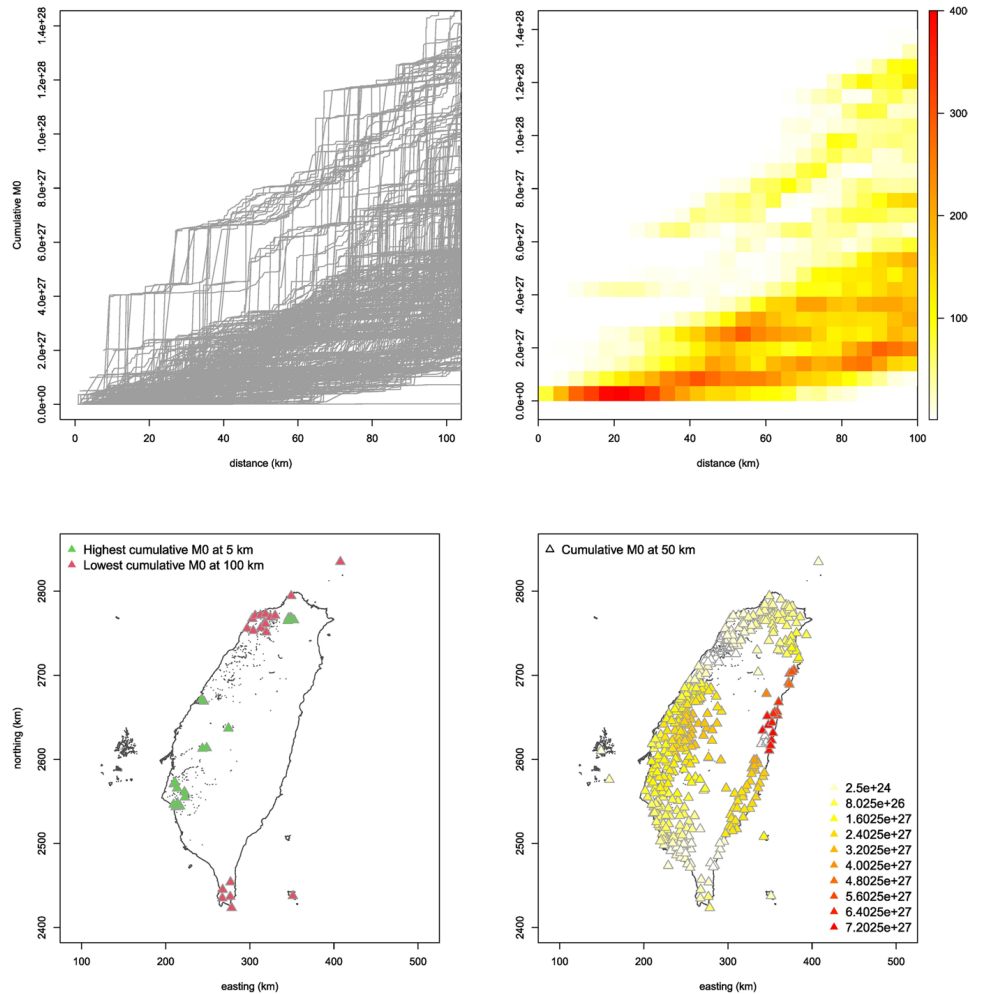 1.4e+28
1.2e+28
1.0e+28
8.0e+27
6.0e+27
4.0e+27
2.0e+27
0.0e+00
Cumulative M0
0 20 40 60 80 100
distance (km)
1.4e+28
1.2e+28
1.0e+28
8.0e+27
6.0e+27
4.0e+27
2.0e+27
0.0e+00
0 20 40 60 80 100
distance (km)
400
300
200
100
Highest cumulative M0 at 5 km
Lowest cumulative M0 at 100 km
2800
2700
2600
2500
2400
northing (km)
100 200 300 400 500
easting (km)
Cumulative M0 at 50 km
2800
2700
2600
2500
2400
2.5e+24
8.025e+26
1.6025e+27
2.4025e+27
3.2025e+27
4.0025e+27
4.8025e+27
5.6025e+27
6.4025e+27
7.2025e+27
100 200 300 400 500
easting (km)